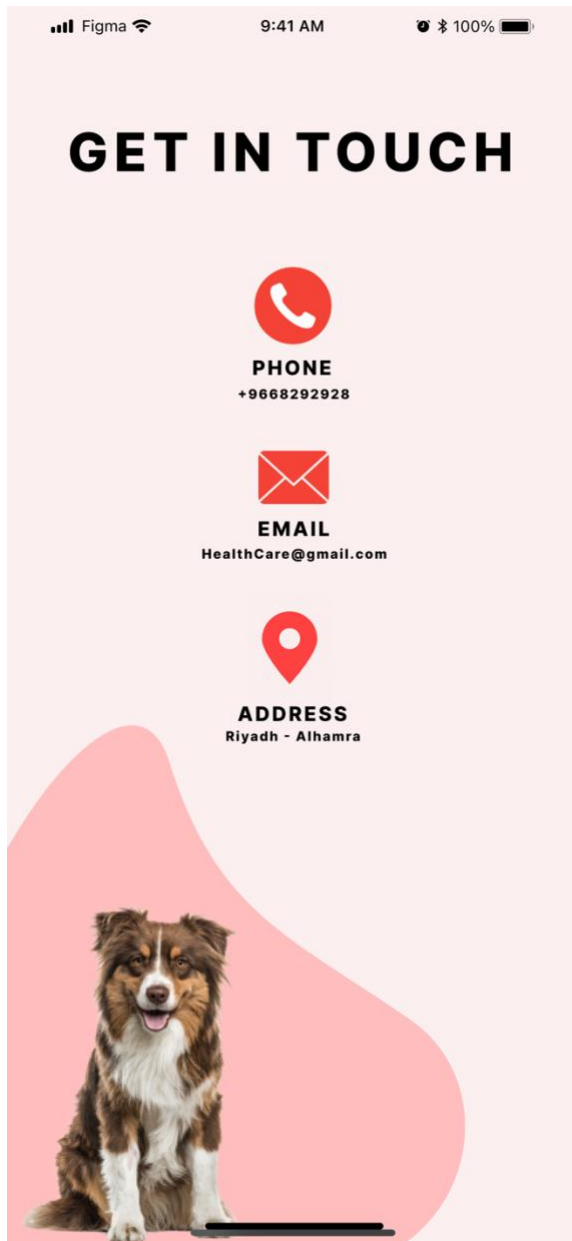 Figma 9:41 AM 100%
GET IN TOUCH
PHONE
+9668292928
EMAIL
HealthCare@gmail.com
ADDRESS
Riyadh - Alhamra